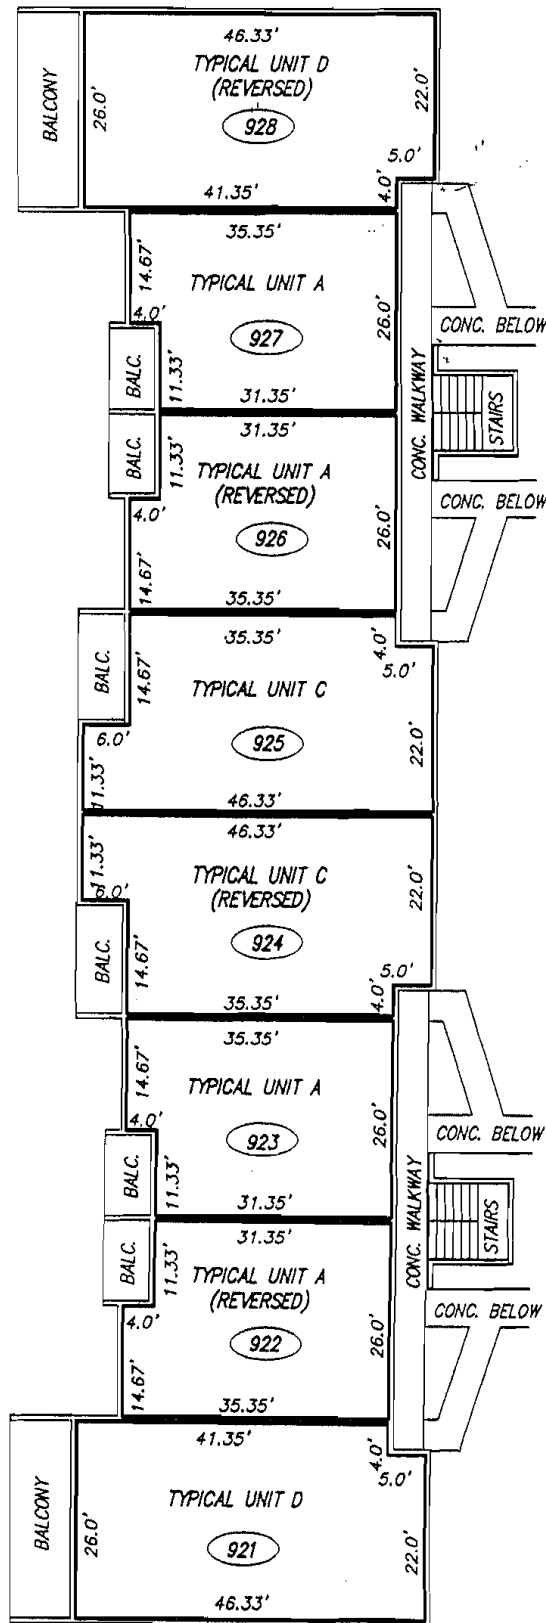 46.33'
TYPICAL UNIT D
(REVERSED)
928
BALCONY
26.0'
22.0'
5.0'
4.0'
41.35'
35.35'
14.67'
TYPICAL UNIT A
4.0'
927
26.0'
BALC.
11.33'
31.35'
CONC. BELOW
CONC. WALKWAY
STAIRS
31.35'
BALC.
11.33'
TYPICAL UNIT A
(REVERSED)
4.0'
926
26.0'
CONC. BELOW
14.67'
35.35'
35.35'
4.0'
5.0'
BALC.
14.67'
TYPICAL UNIT C
6.0'
925
22.0'
11.33'
46.33'
46.33'
11.33'
TYPICAL UNIT C
(REVERSED)
6.0'
22.0'
924
BALC.
14.67'
5.0'
4.0'
35.35'
35.35'
14.67'
TYPICAL UNIT A
4.0'
923
26.0'
CONC. BELOW
BALC.
11.33'
31.35'
CONC. WALKWAY
STAIRS
31.35'
BALC.
11.33'
TYPICAL UNIT A
(REVERSED)
4.0'
922
26.0'
CONC. BELOW
14.67'
35.35'
41.35'
4.0'
5.0'
BALCONY
26.0'
TYPICAL UNIT D
921
22.0'
46.33'